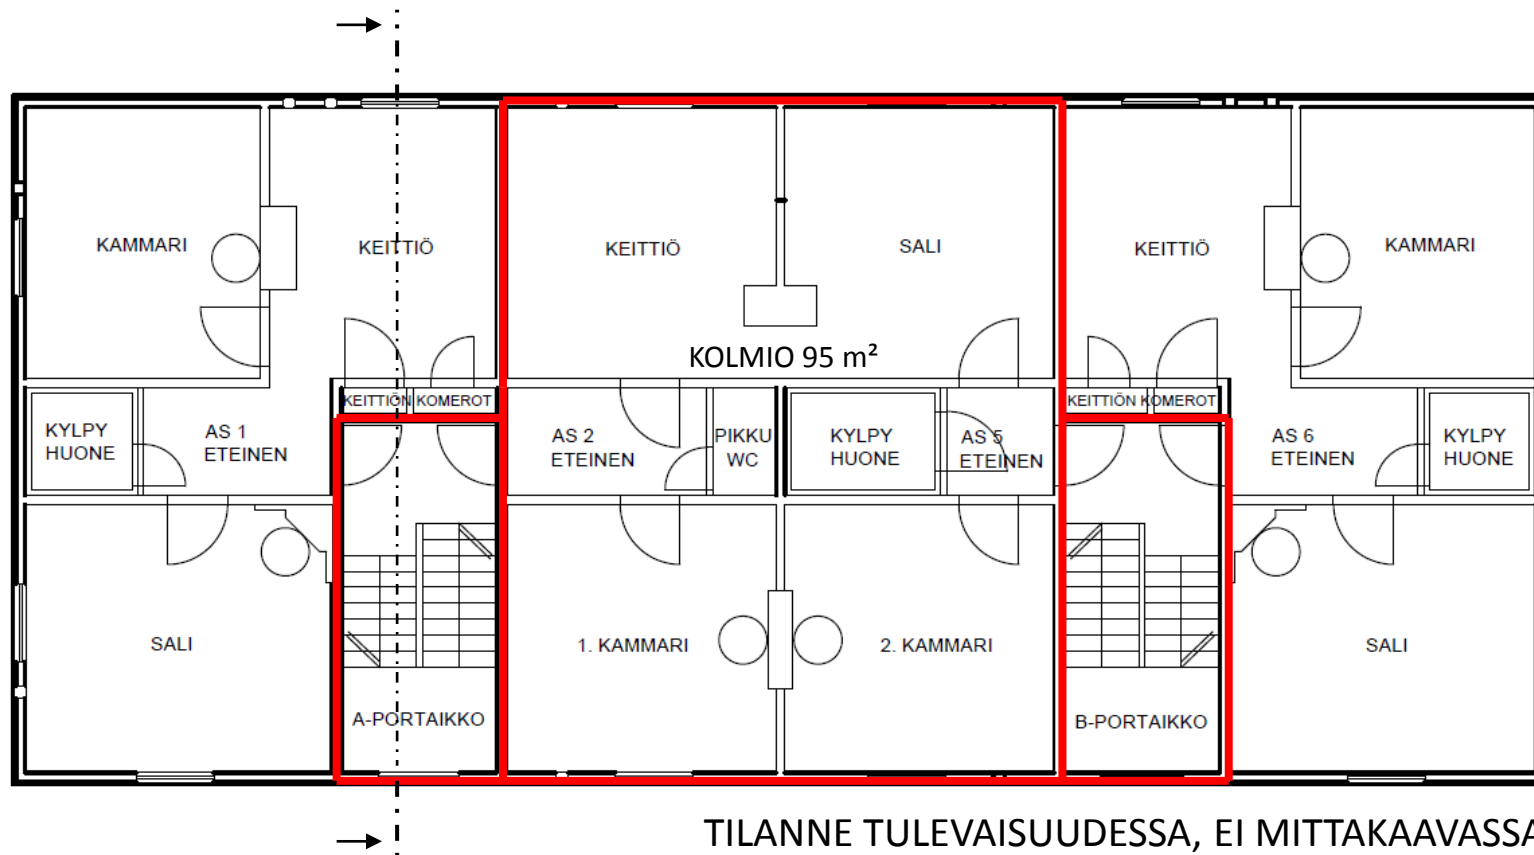 KAMMARI
KEITTIÖ
KEITTIÖ
SALI
KEITTIÖ
KAMMARI
KOLMIO 95 m²
KEITTIÖN KOMEROT
KEITTIÖN KOMEROT
KYLPY
HUONE
AS 1
ETEINEN
AS 2
ETEINEN
PIKKU
WC
KYLPY
HUONE
AS 5
ETEINEN
AS 6
ETEINEN
KYLPY
HUONE
SALI
1. KAMMARI
2. KAMMARI
SALI
A-PORTAIKKO
B-PORTAIKKO
TILANNE TULEVAISUUDESSA, EI MITTAKAAVASSA